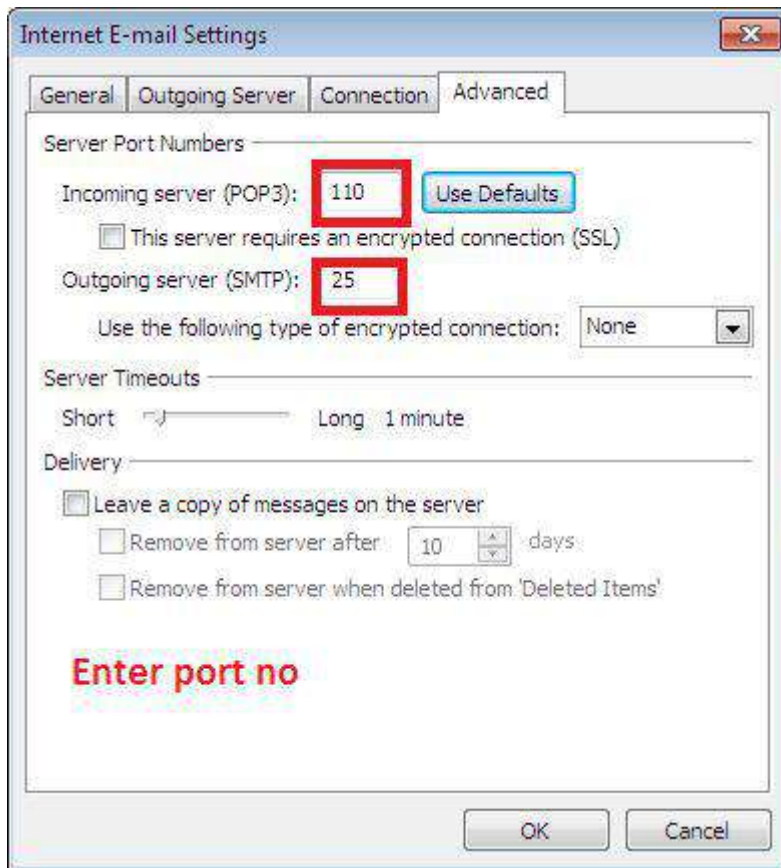 Internet E-mail Settings
General Outgoing Server Connection Advanced
Server Port Numbers
Incoming server (POP3): 110 Use Defaults
This server requires an encrypted connection (SSL)
Outgoing server (SMTP): 25
Use the following type of encrypted connection: None
Server Timeouts
Short Long 1 minute
Delivery
Leave a copy of messages on the server
Remove from server after 10 days
Remove from server when deleted from 'Deleted Items'
Enter port no
OK Cancel